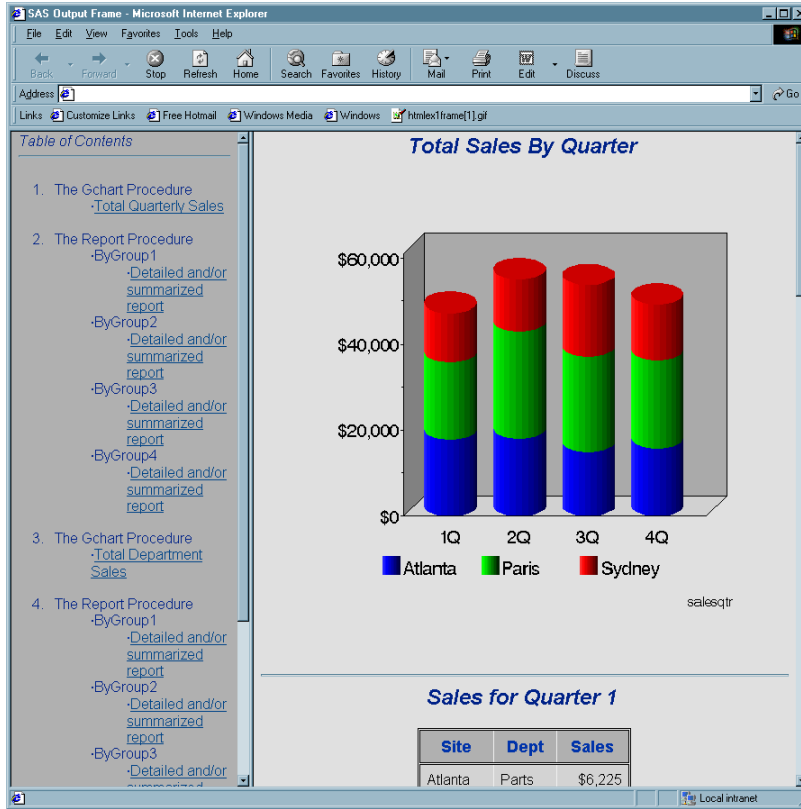 SAS Output Frame - Microsoft Internet Explorer
File Edit View Favorites Tools Help
Back Forward Stop Refresh Home Search Favorites History Mail Print Edit Discuss
Address Go
Links Customize Links Free Hotmail Windows Media Windows htmlex1frame[1].gif
Table of Contents
1. The Gchart Procedure
·Total Quarterly Sales
2. The Report Procedure
·ByGroup1
·Detailed and/or
summarized
report
·ByGroup2
·Detailed and/or
summarized
report
·ByGroup3
·Detailed and/or
summarized
report
·ByGroup4
·Detailed and/or
summarized
report
3. The Gchart Procedure
·Total Department
Sales
4. The Report Procedure
·ByGroup1
·Detailed and/or
summarized
report
·ByGroup2
·Detailed and/or
summarized
report
·ByGroup3
·Detailed and/or
summarized
Total Sales By Quarter
$60,000
$40,000
$20,000
$0
1Q 2Q 3Q 4Q
Atlanta Paris Sydney
salesqtr
Sales for Quarter 1
Site Dept Sales
Atlanta Parts $6,225
Local intranet